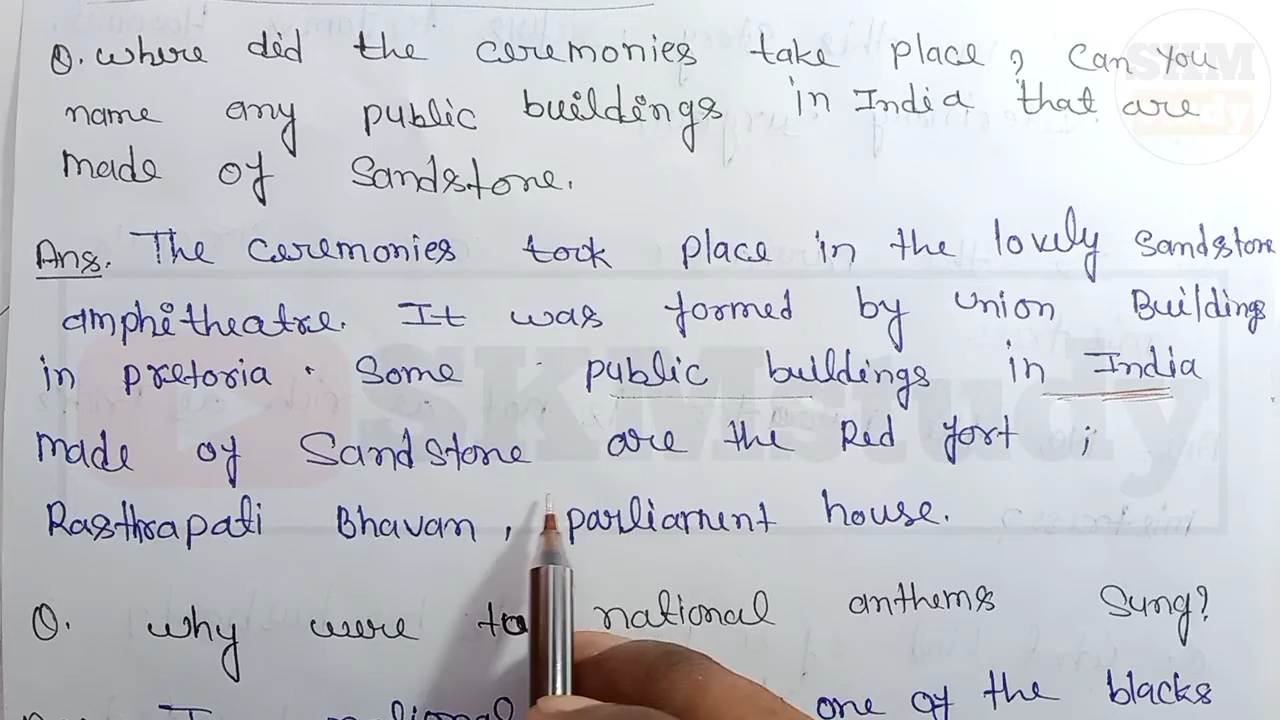 Q. where did the ceremonies take place? Can You
name any public buildings in India that are
made of Sandstone.
Ans. The ceremonies took place in the lovely sandstone
amphitheatre. It was formed by union Buildings
in pretoria. Some public buildings in India
made of Sandstone are the Red fort ;
Rasthrapati Bhavan, parliament house.
Q. why were national anthems Sung?
one of the blacks
SKM
Study
SKMstudy